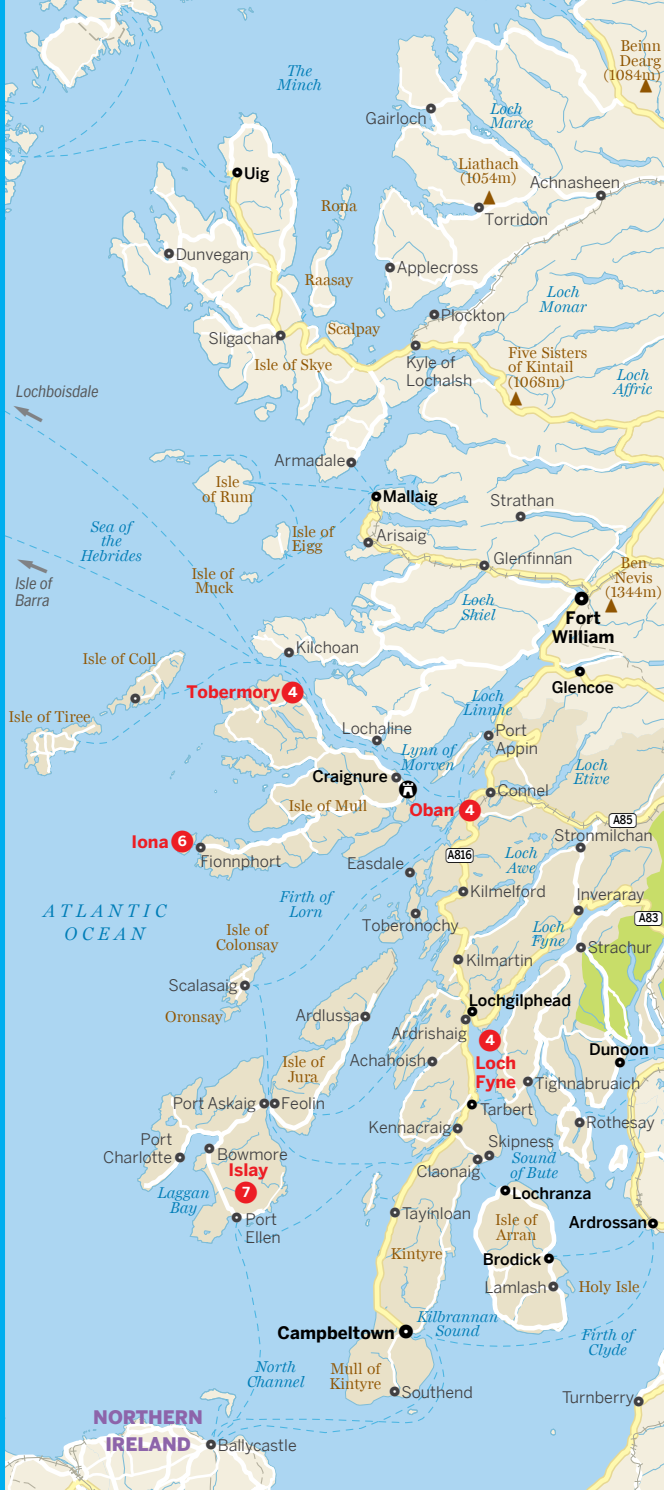 Beinn
Dearg
(1084m)
The
Minch
Gairloch
Loch
Maree
Liathach
(1054m)
Achnasheen
Uig
Rona
Torridon
Dunvegan
Applecross
Raasay
Loch
Monar
Plockton
Scalpay
Sligachan
Isle of Skye
Kyle of
Lochalsh
Five Sisters
of Kintail
(1068m)
Loch
Affric
Lochboisdale
Armadale
Isle
of Rum
Mallaig
Strathan
Sea of
the
Hebrides
Isle of
Eigg
Arisaig
Glenfinnan
Isle of
Barra
Isle of
Muck
Ben
Nevis
(1344m)
Loch
Shiel
Fort
William
Kilchoan
Isle of Coll
Tobermory 4
Glencoe
Loch
Linnhe
Isle of Tiree
Lochaline
Port
Appin
Lynn of
Morven
Loch
Etive
Craignure
Connel
Isle of Mull
Oban 4
A85
Stronmilchan
Iona 6
Fionnphort
A816
Easdale
Loch
Awe
Kilmelford
Inveraray
Firth of
Lorn
A83
ATLANTIC
OCEAN
Toberonochy
Isle of
Colonsay
Loch
Fyne
Strachur
Kilmartin
Scalasaig
Lochgilphead
Oronsay
Ardlussa
Ardrishaig
4
Loch
Fyne
Dunoon
Isle of
Jura
Achahoish
Tighnabruaich
Port Askaig
Feolin
Tarbert
Rothesay
Kennacraig
Port
Charlotte
Bowmore
Skipness
Islay
7
Claonaig
Sound
of Bute
Laggan
Bay
Lochranza
Port
Ellen
Tayinloan
Isle of
Arran
Ardrossan
Kintyre
Brodick
Lamlash
Holy Isle
Kilbrannan
Sound
Campbeltown
Firth of
Clyde
North
Channel
Mull of
Kintyre
Southend
Turnberry
NORTHERN
IRELAND
Ballycastle